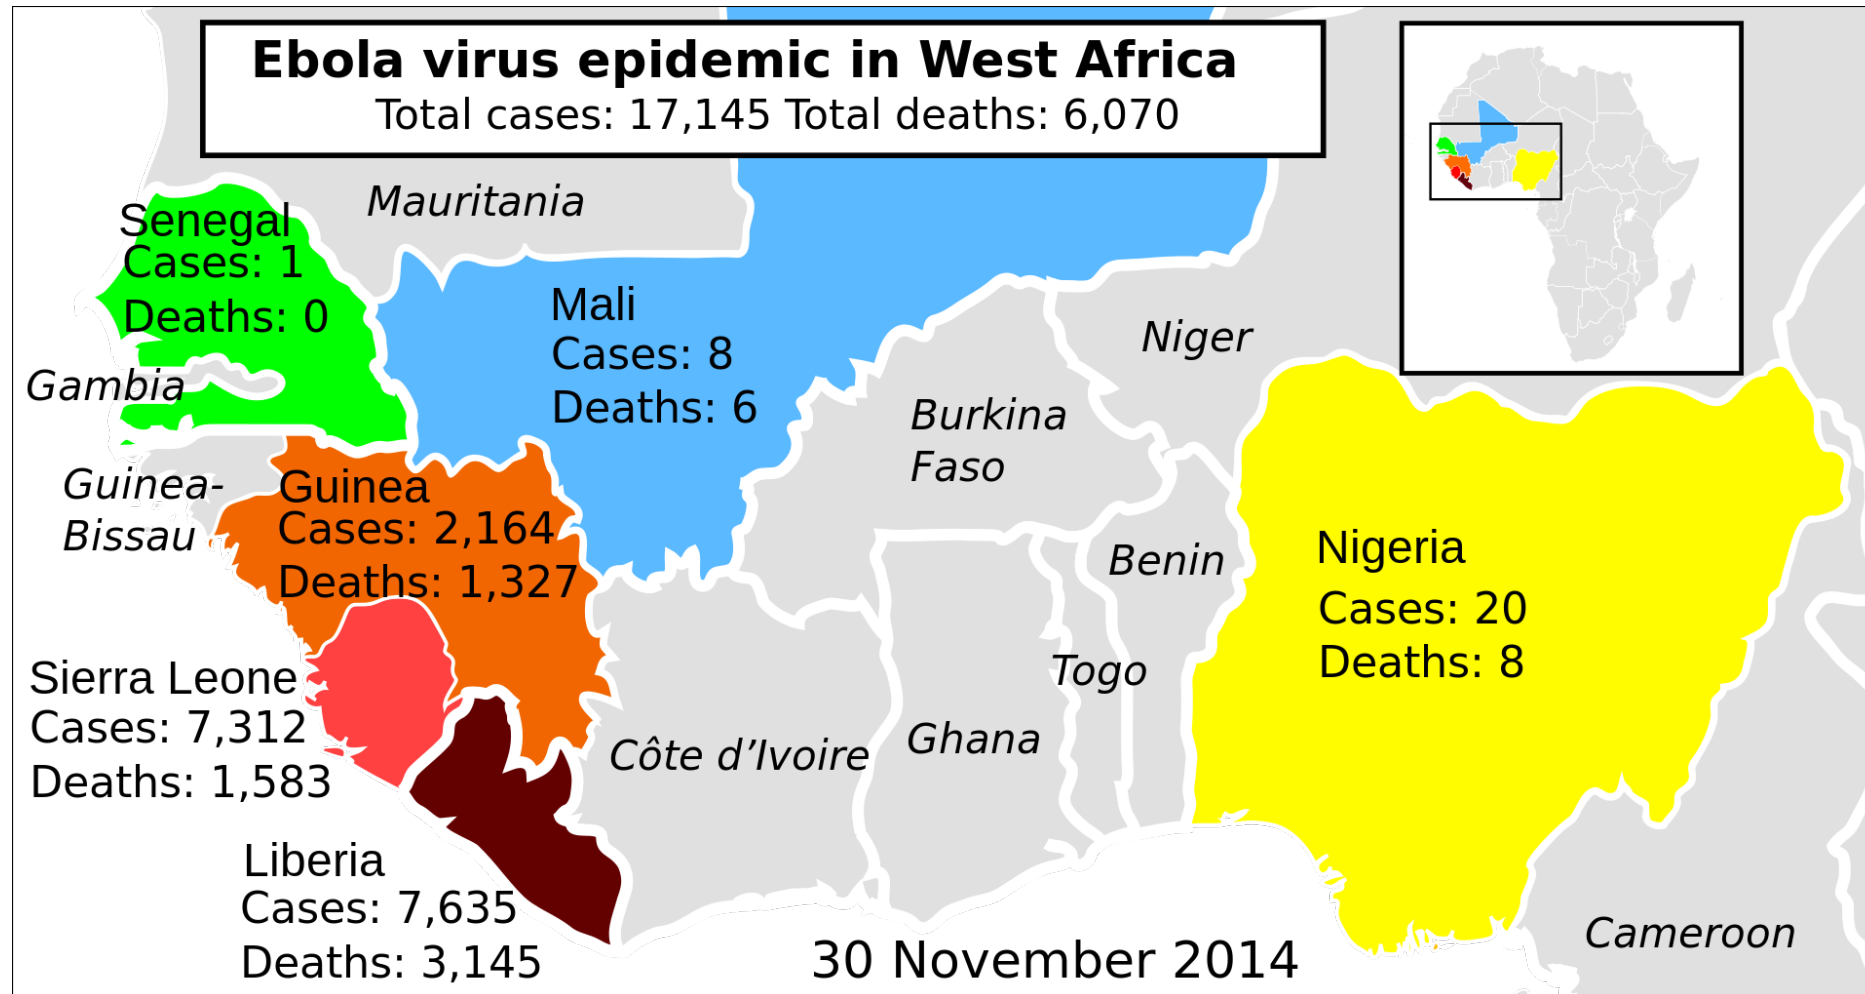 Ebola virus epidemic in West Africa
Total cases: 17,145 Total deaths: 6,070
Mauritania
Senegal
Cases: 1
Deaths: 0
Mali
Cases: 8
Deaths: 6
Niger
Gambia
Burkina
Faso
Guinea-
Bissau
Guinea
Cases: 2,164
Deaths: 1,327
Benin
Nigeria
Cases: 20
Deaths: 8
Sierra Leone
Cases: 7,312
Deaths: 1,583
Togo
Côte d’Ivoire
Ghana
Liberia
Cases: 7,635
Deaths: 3,145
Cameroon
30 November 2014